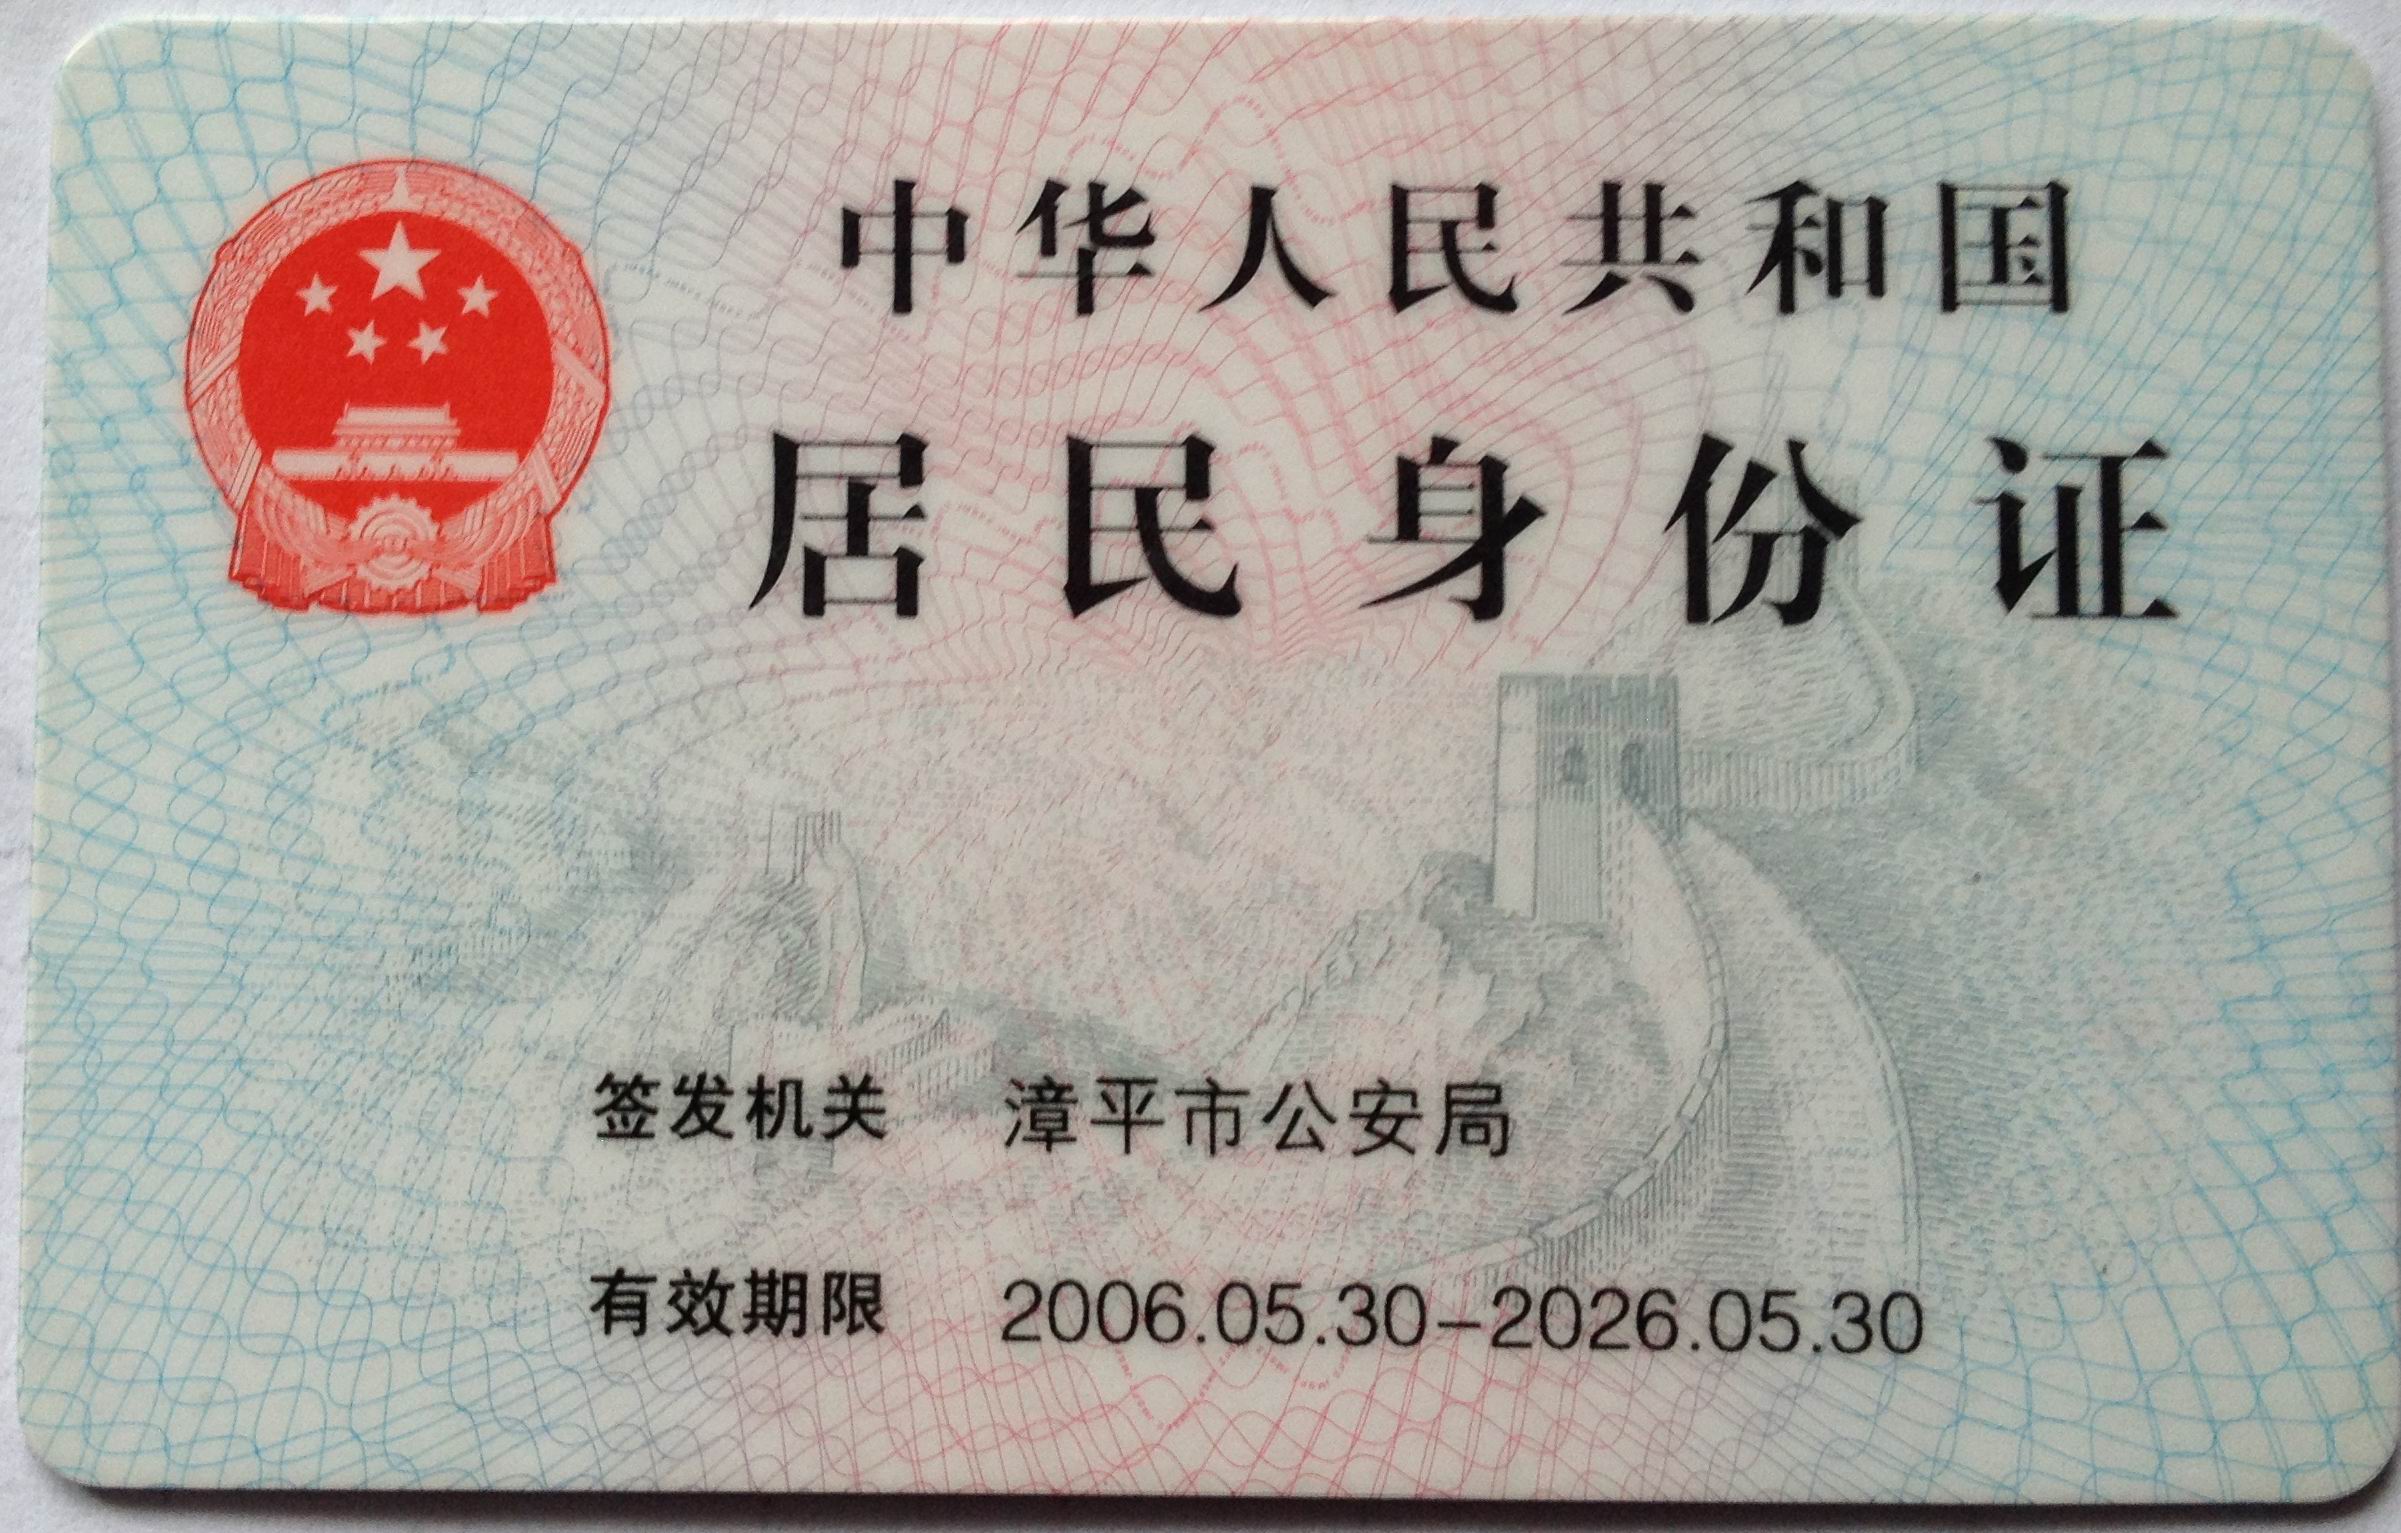 中华人民共和国
居民身份证
签发机关 漳平市公安局
有效期限 2006.05.30-2026.05.30